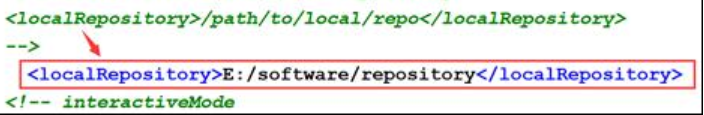 <localRepository>/path/to/local/repo</localRepository>
-->
<localRepository>E:/software/repository</localRepository>
<!-- interactiveMode